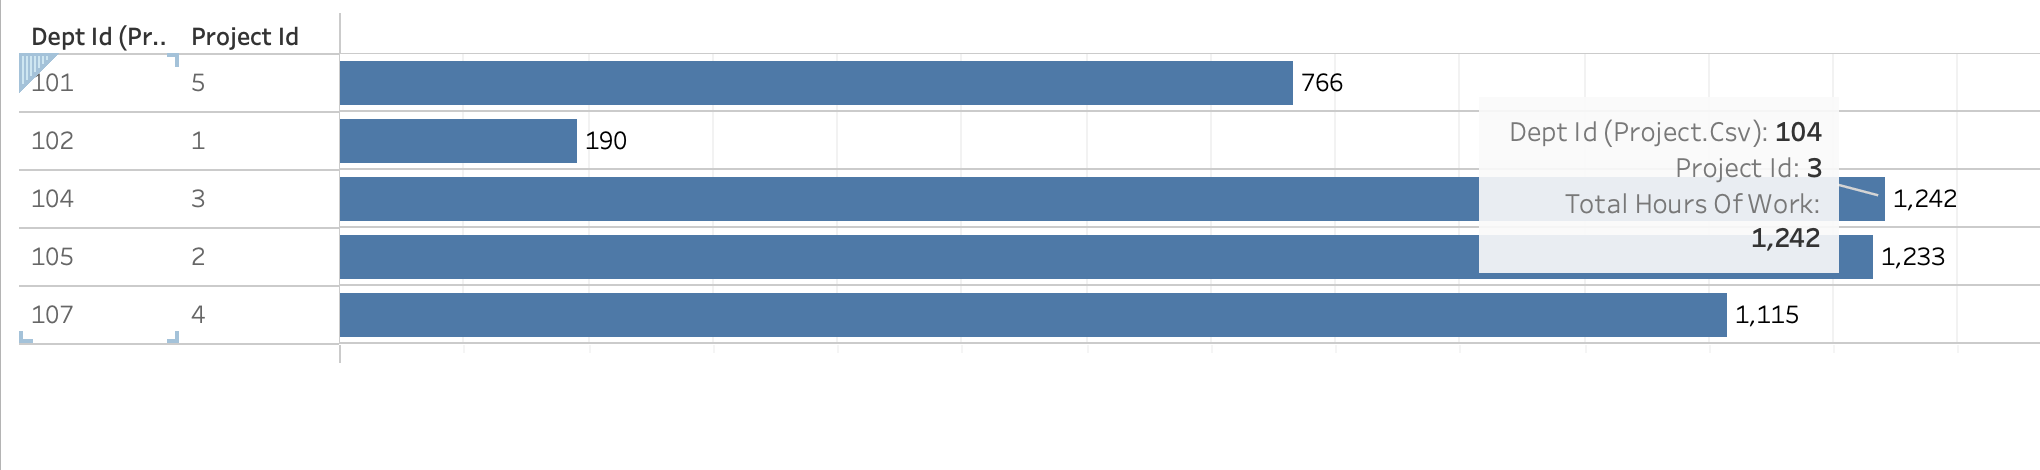 Dept Id (Pr.. Project Id
101 5 766
102 1 190
104 3 1,242
105 2 1,233
107 4 1,115
Dept Id (Project.Csv): 104
Project Id: 3
Total Hours Of Work:
1,242